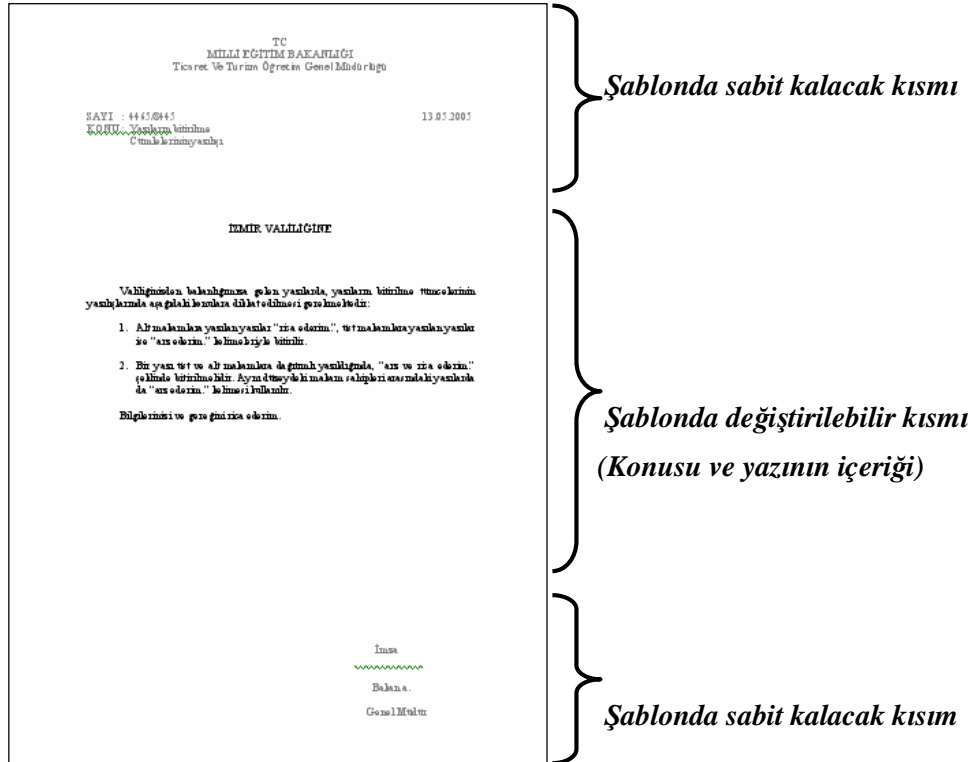 TC
MİLLİ EĞİTİM BAKANLIĞI
Ticaret Ve Turizm Öğretim Genel Müdürlüğü
Şablonda sabit kalacak kısmı
SAYI : 4445/8445 13.05.2005
KONU : Yazıların bitirilme
Cümlelerinin yazılışı
İZMİR VALİLİĞİNE
Valiliğinizden bakanlığımıza gelen yazılarda, yazıların bitirilme tümcelerinin
yazılışlarında aşağıdaki konulara dikkat edilmesi gerekmektedir:
1. Alt makamlara yazılan yazılar "rica ederim.", üst makamlara yazılan yazılar
ise "arz ederim." kelimeleriyle bitirilir.
2. Bir yazı üst ve alt makamlara dağıtımlı yazıldığında, "arz ve rica ederim."
şeklinde bitirilmelidir. Aynı düzeydeki makam sahipleri arasındaki yazılarda
da "arz ederim." kelimesi kullanılır.
Bilgilerinizi ve gereğini rica ederim.
Şablonda değiştirilebilir kısmı
(Konusu ve yazının içeriği)
İmza
Bakan a.
Genel Müdür
Şablonda sabit kalacak kısım